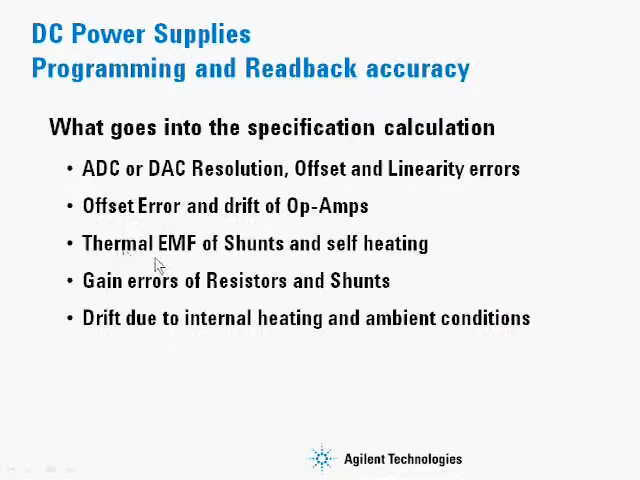 DC Power Supplies
Programming and Readback accuracy
What goes into the specification calculation
• ADC or DAC Resolution, Offset and Linearity errors
• Offset Error and drift of Op-Amps
• Thermal EMF of Shunts and self heating
• Gain errors of Resistors and Shunts
• Drift due to internal heating and ambient conditions
Agilent Technologies